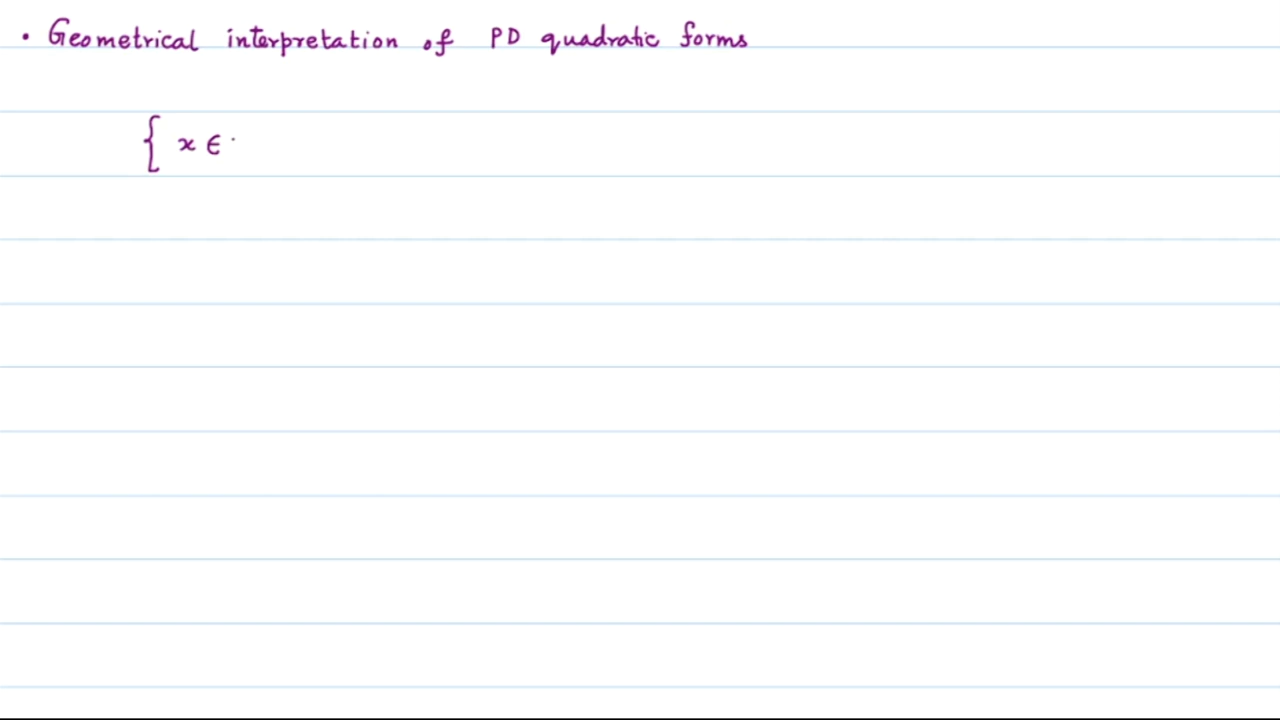 • Geometrical interpretation of PD quadratic forms
{ x ∈